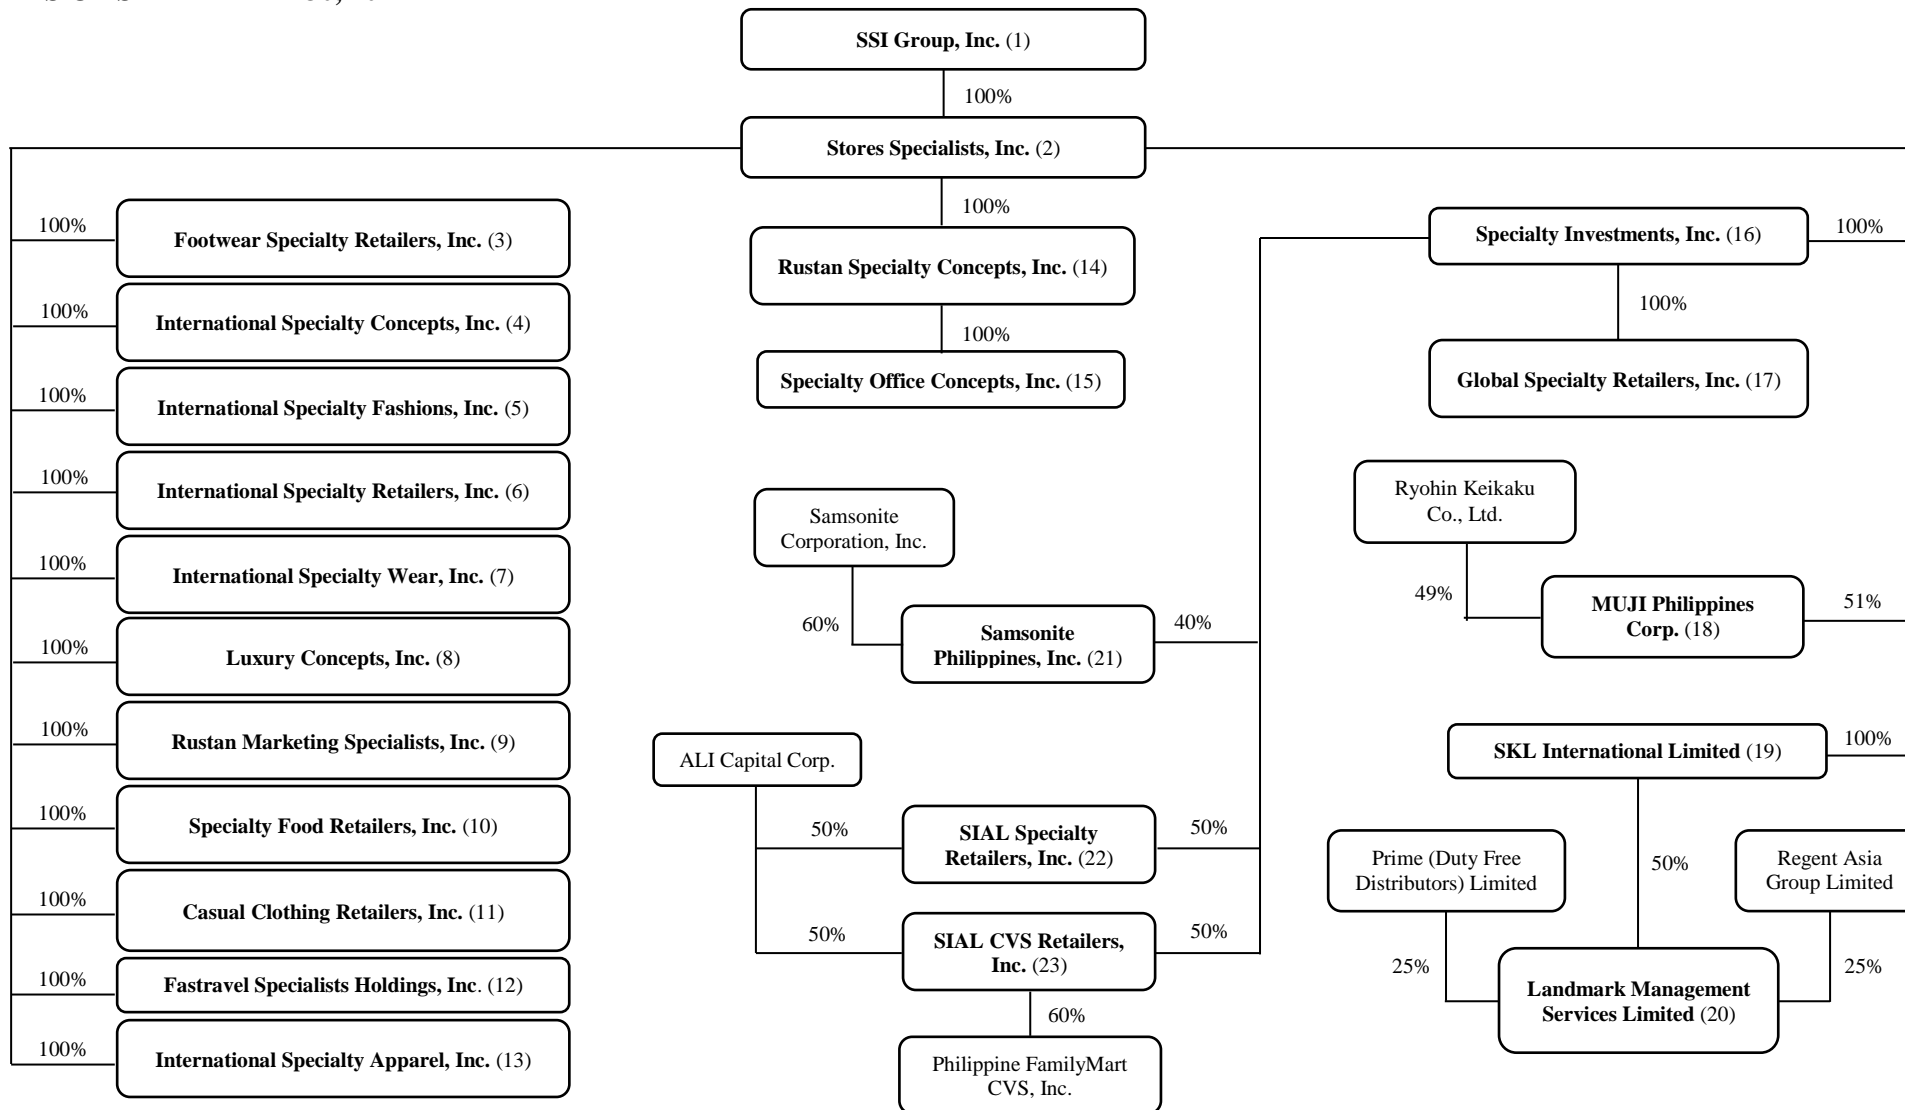 SSI Group, Inc. (1)
100%
Stores Specialists, Inc. (2)
100%
Footwear Specialty Retailers, Inc. (3)
100%
International Specialty Concepts, Inc. (4)
100%
International Specialty Fashions, Inc. (5)
100%
International Specialty Retailers, Inc. (6)
100%
International Specialty Wear, Inc. (7)
100%
Luxury Concepts, Inc. (8)
100%
Rustan Marketing Specialists, Inc. (9)
100%
Specialty Food Retailers, Inc. (10)
100%
Casual Clothing Retailers, Inc. (11)
100%
Fastravel Specialists Holdings, Inc. (12)
100%
International Specialty Apparel, Inc. (13)
100%
Rustan Specialty Concepts, Inc. (14)
100%
Specialty Office Concepts, Inc. (15)
Samsonite
Corporation, Inc.
60%
Samsonite
Philippines, Inc. (21)
40%
ALI Capital Corp.
50%
SIAL Specialty
Retailers, Inc. (22)
50%
50%
SIAL CVS Retailers,
Inc. (23)
50%
60%
Philippine FamilyMart
CVS, Inc.
Specialty Investments, Inc. (16)
100%
100%
Global Specialty Retailers, Inc. (17)
Ryohin Keikaku
Co., Ltd.
49%
MUJI Philippines
Corp. (18)
51%
SKL International Limited (19)
100%
50%
Prime (Duty Free
Distributors) Limited
Regent Asia
Group Limited
25%
25%
Landmark Management
Services Limited (20)